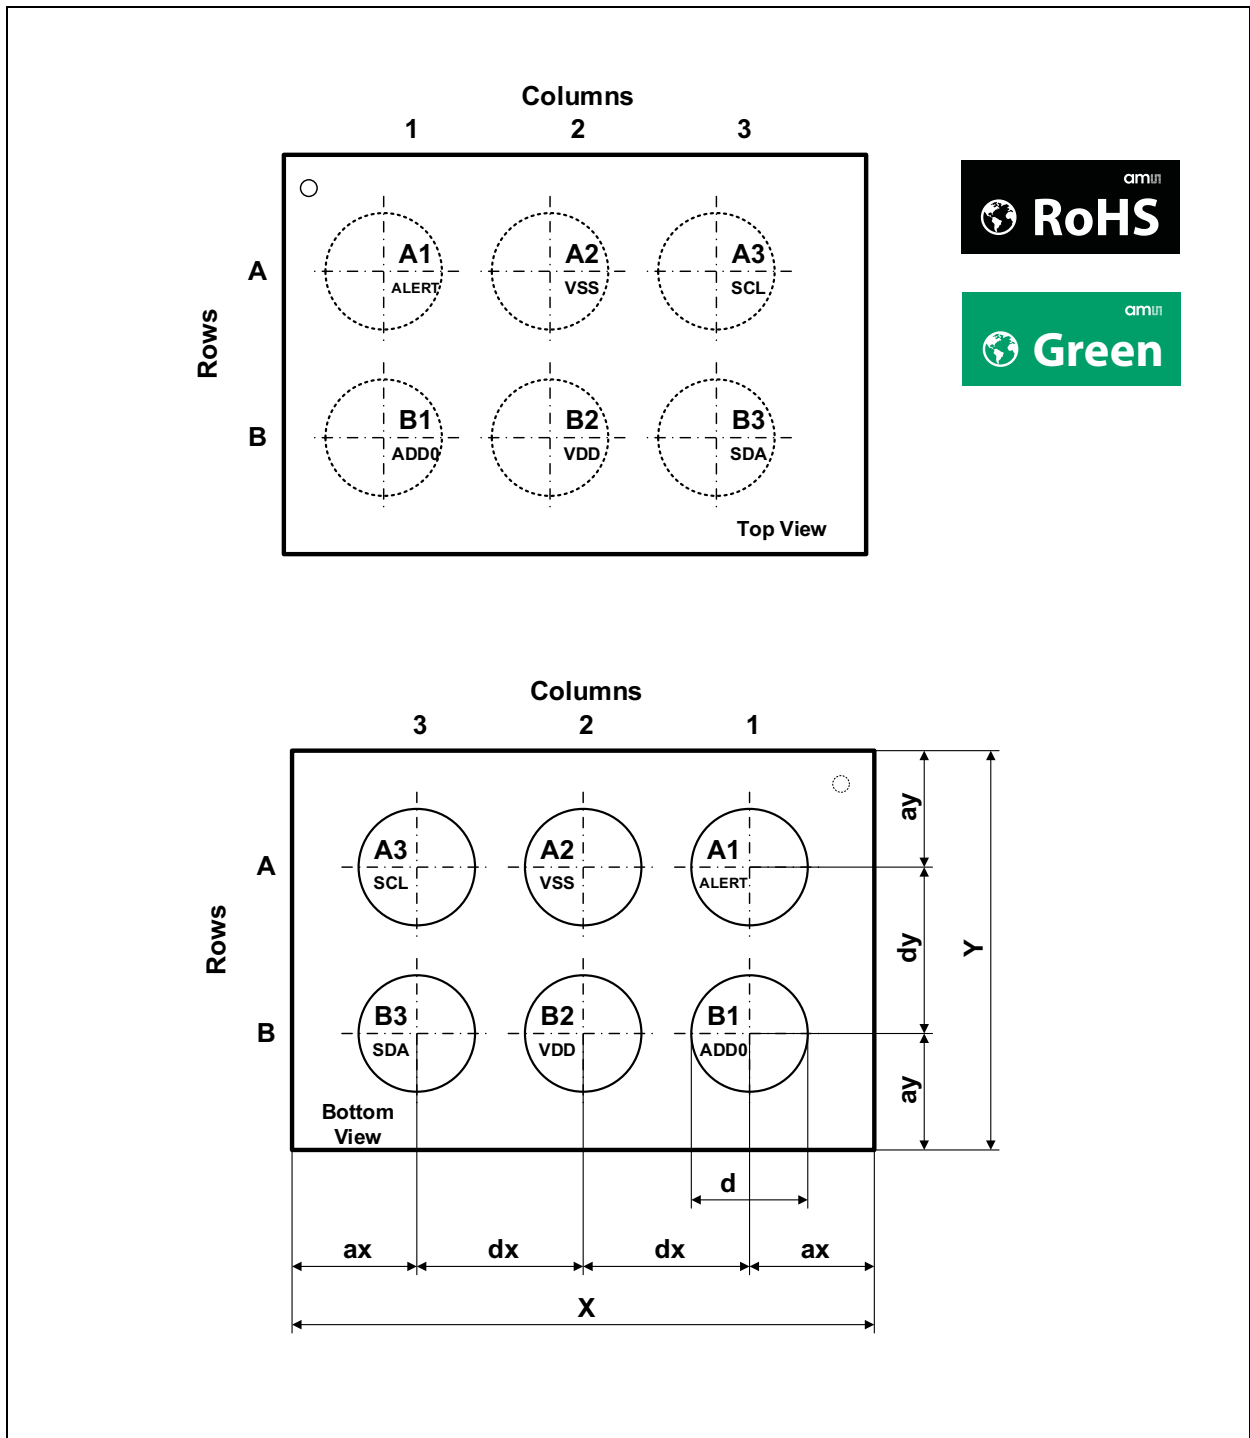 Columns
1 2 3
am
RoHS
am
Green
Rows
A
A1 A2 A3
ALERT VSS SCL
B
B1 B2 B3
ADD0 VDD SDA
Top View
Columns
3 2 1
Rows
A
A3 A2 A1
SCL VSS ALERT
B
B3 B2 B1
SDA VDD ADD0
Bottom
View
ay
dy
Y
ay
d
ax dx dx ax
X